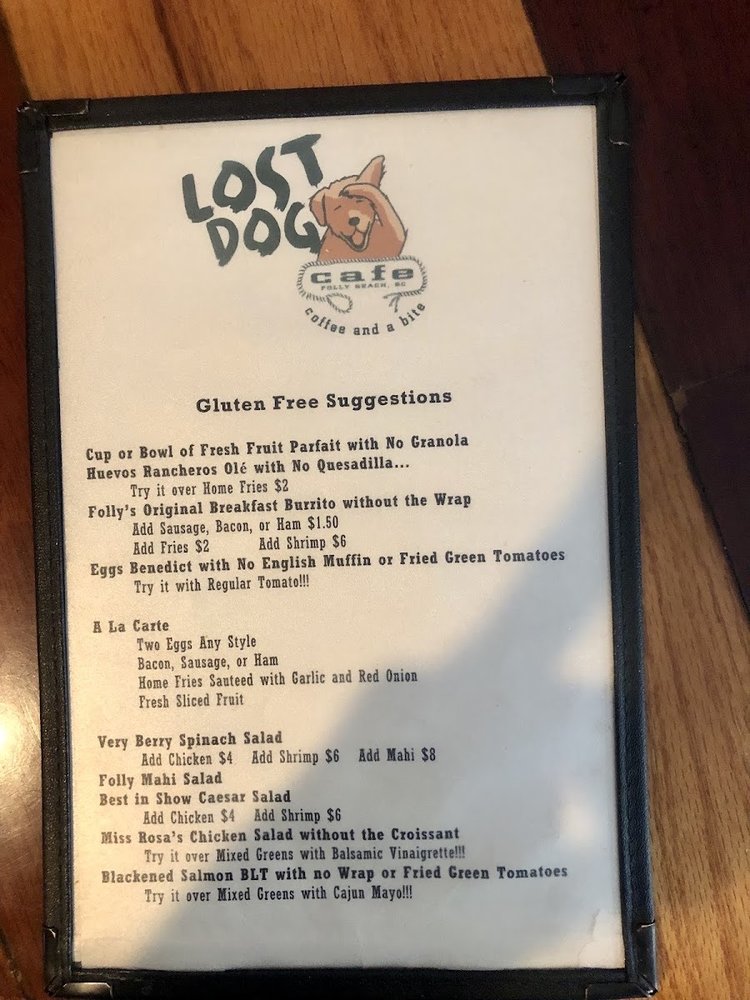 LOST
DOG
cafe
FOLLY BEACH, SC
coffee and a bite
Gluten Free Suggestions
Cup or Bowl of Fresh Fruit Parfait with No Granola
Huevos Rancheros Olé with No Quesadilla...
Try it over Home Fries $2
Folly's Original Breakfast Burrito without the Wrap
Add Sausage, Bacon, or Ham $1.50
Add Fries $2 Add Shrimp $6
Eggs Benedict with No English Muffin or Fried Green Tomatoes
Try it with Regular Tomato!!!
A La Carte
Two Eggs Any Style
Bacon, Sausage, or Ham
Home Fries Sauteed with Garlic and Red Onion
Fresh Sliced Fruit
Very Berry Spinach Salad
Add Chicken $4 Add Shrimp $6 Add Mahi $8
Folly Mahi Salad
Best in Show Caesar Salad
Add Chicken $4 Add Shrimp $6
Miss Rosa's Chicken Salad without the Croissant
Try it over Mixed Greens with Balsamic Vinaigrette!!!
Blackened Salmon BLT with no Wrap or Fried Green Tomatoes
Try it over Mixed Greens with Cajun Mayo!!!